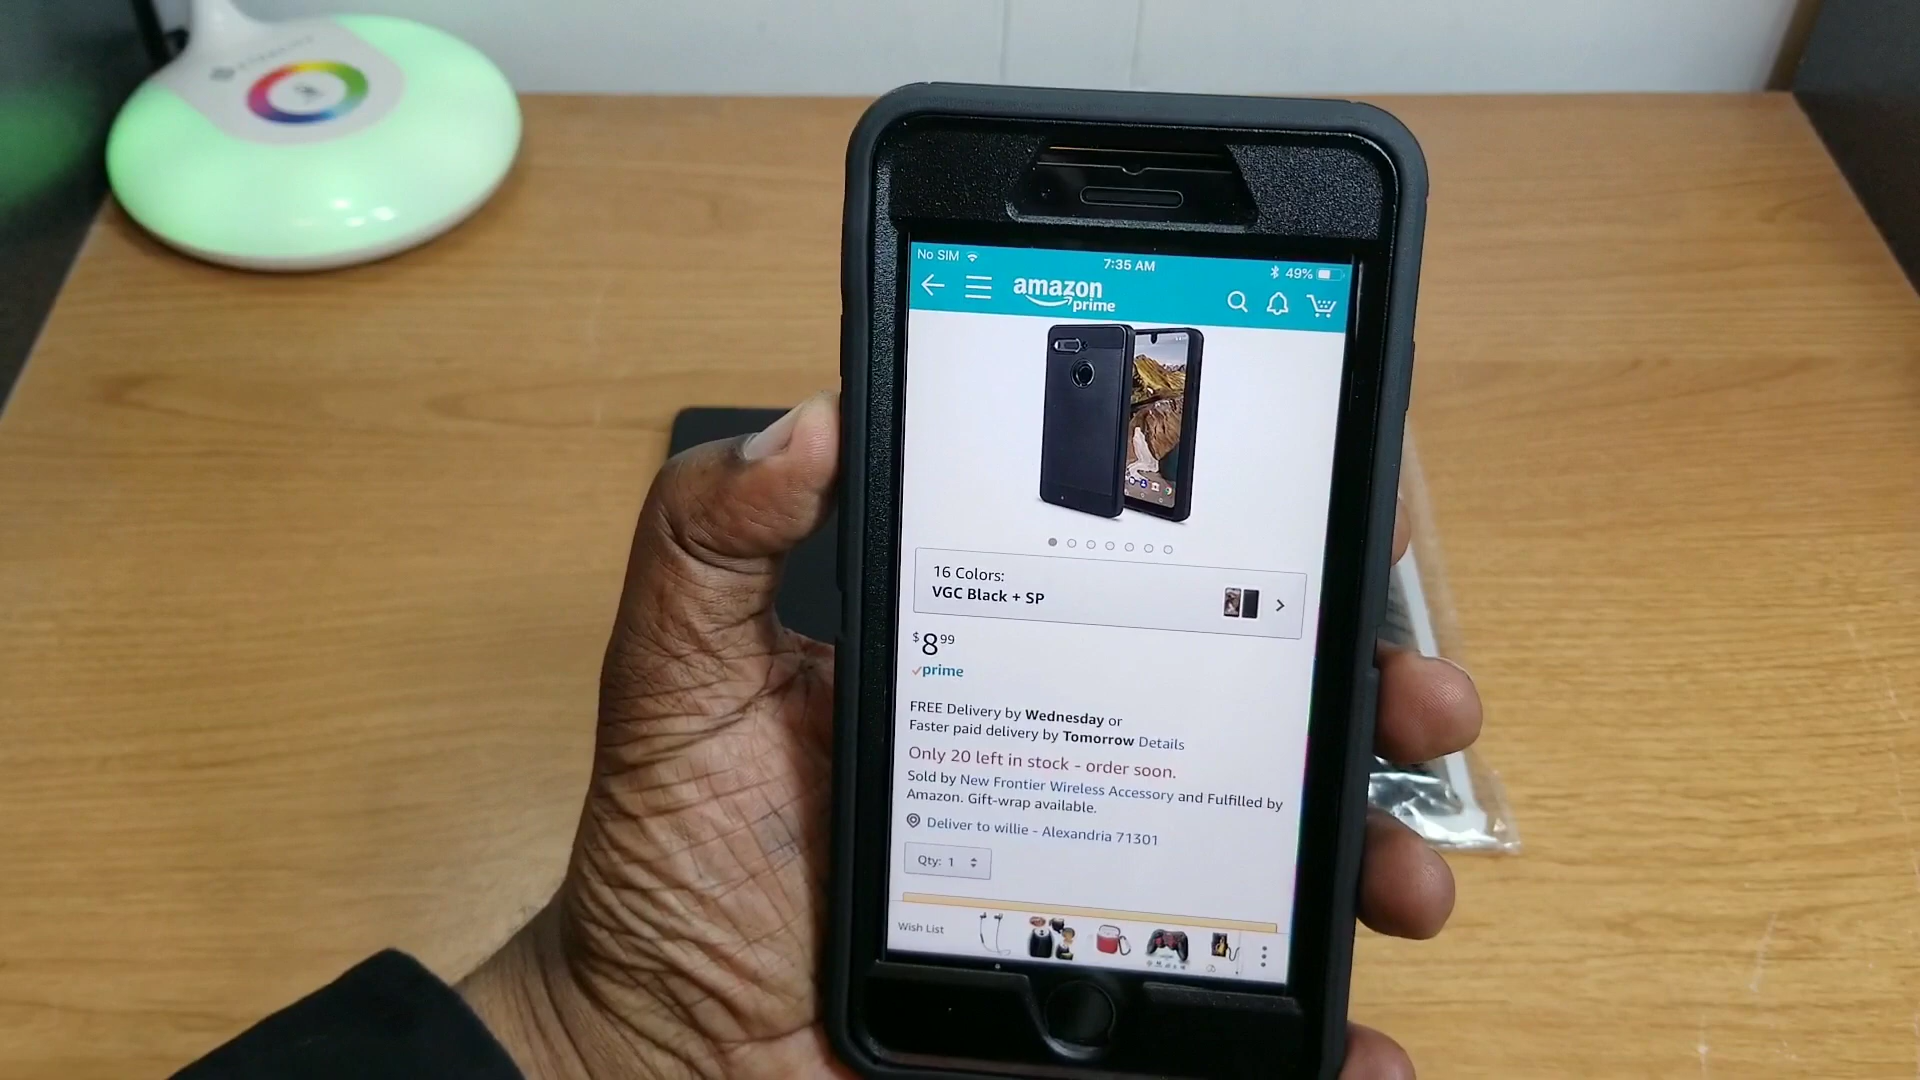 No SIM 7:35 AM 49%
amazon
prime
16 Colors:
VGC Black + SP
$8 99
prime
FREE Delivery by Wednesday or
Faster paid delivery by Tomorrow Details
Only 20 left in stock - order soon.
Sold by New Frontier Wireless Accessory and Fulfilled by
Amazon. Gift-wrap available.
Deliver to willie - Alexandria 71301
Qty: 1
Wish List